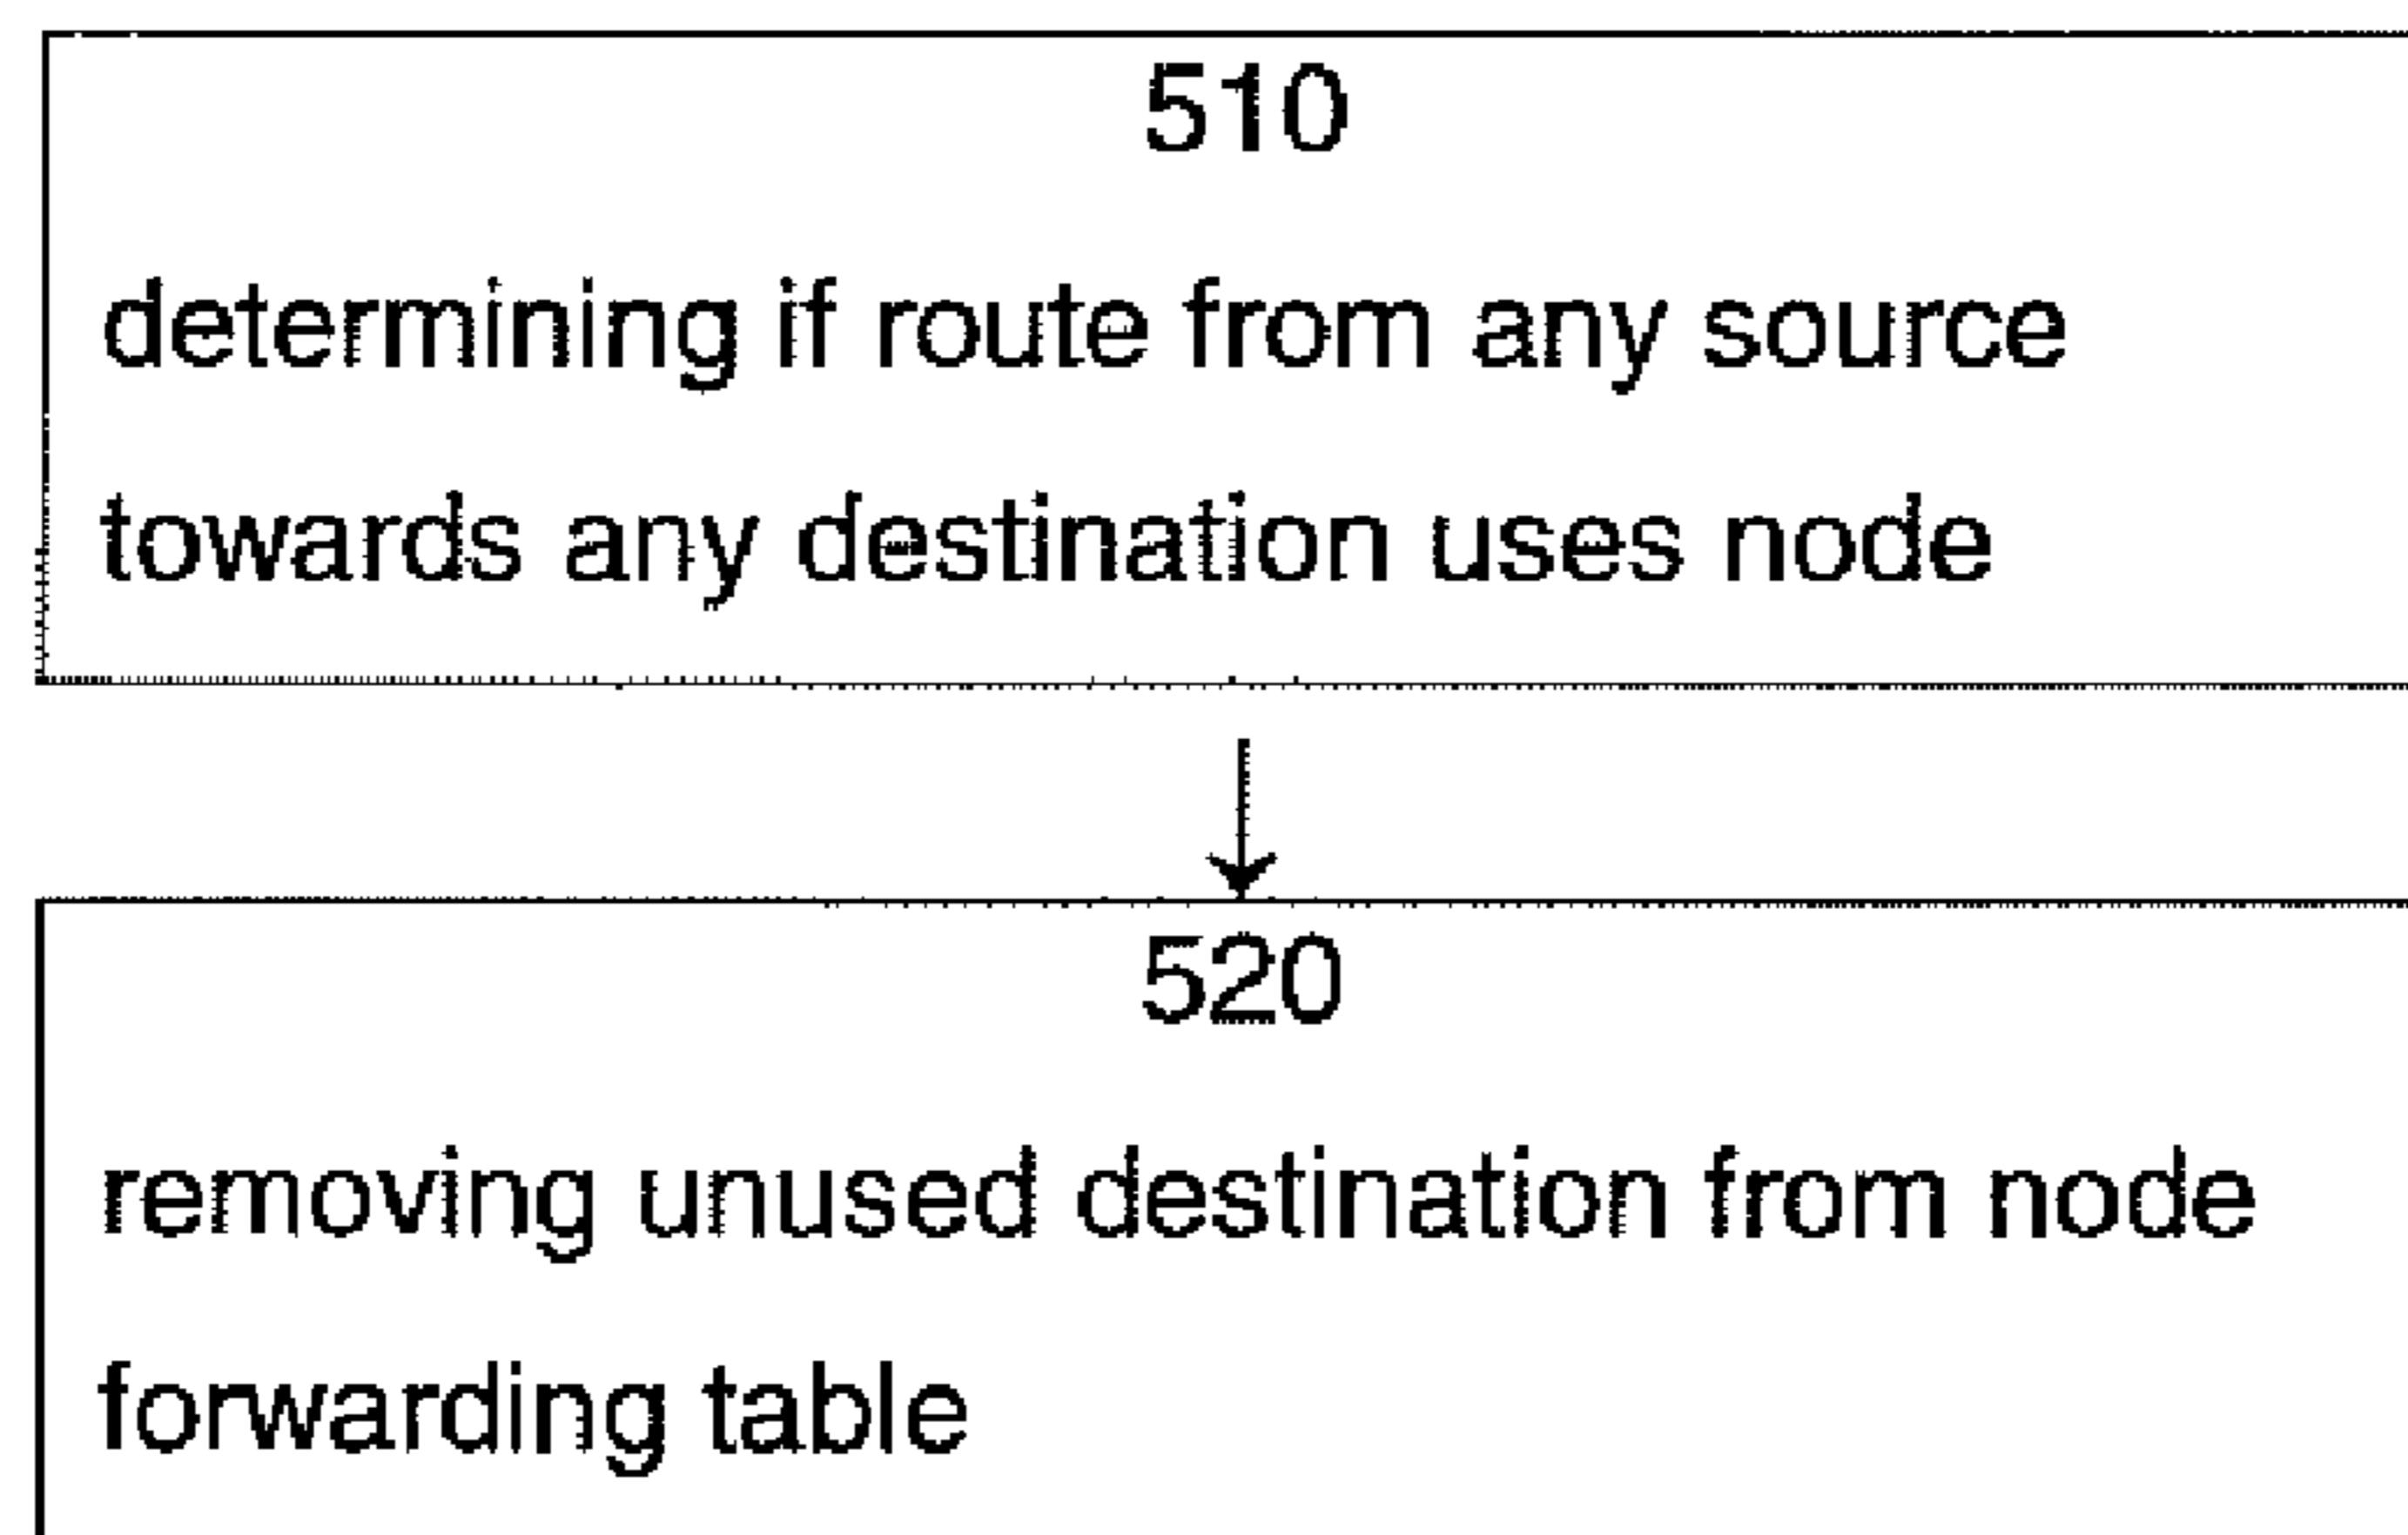 510
determining if route from any source
towards any destination uses node
520
removing unused destination from node
forwarding table